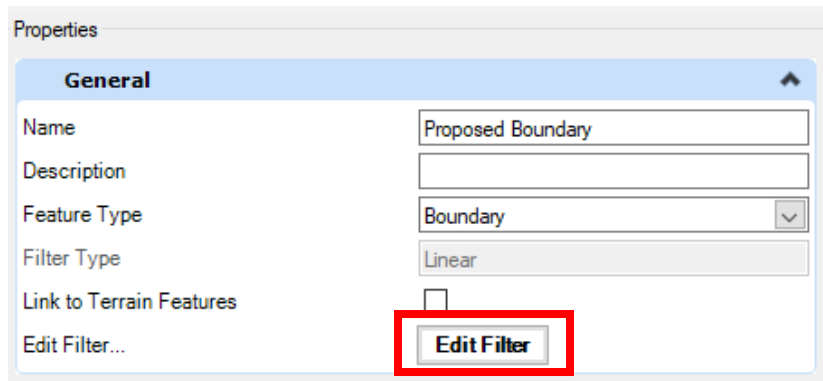 Properties
General
Name Proposed Boundary
Description
Feature Type Boundary
Filter Type Linear
Link to Terrain Features
Edit Filter... Edit Filter